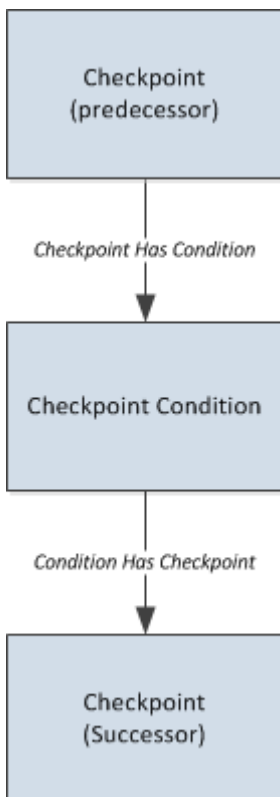 Checkpoint
(predecessor)
Checkpoint Has Condition
Checkpoint Condition
Condition Has Checkpoint
Checkpoint
(Successor)